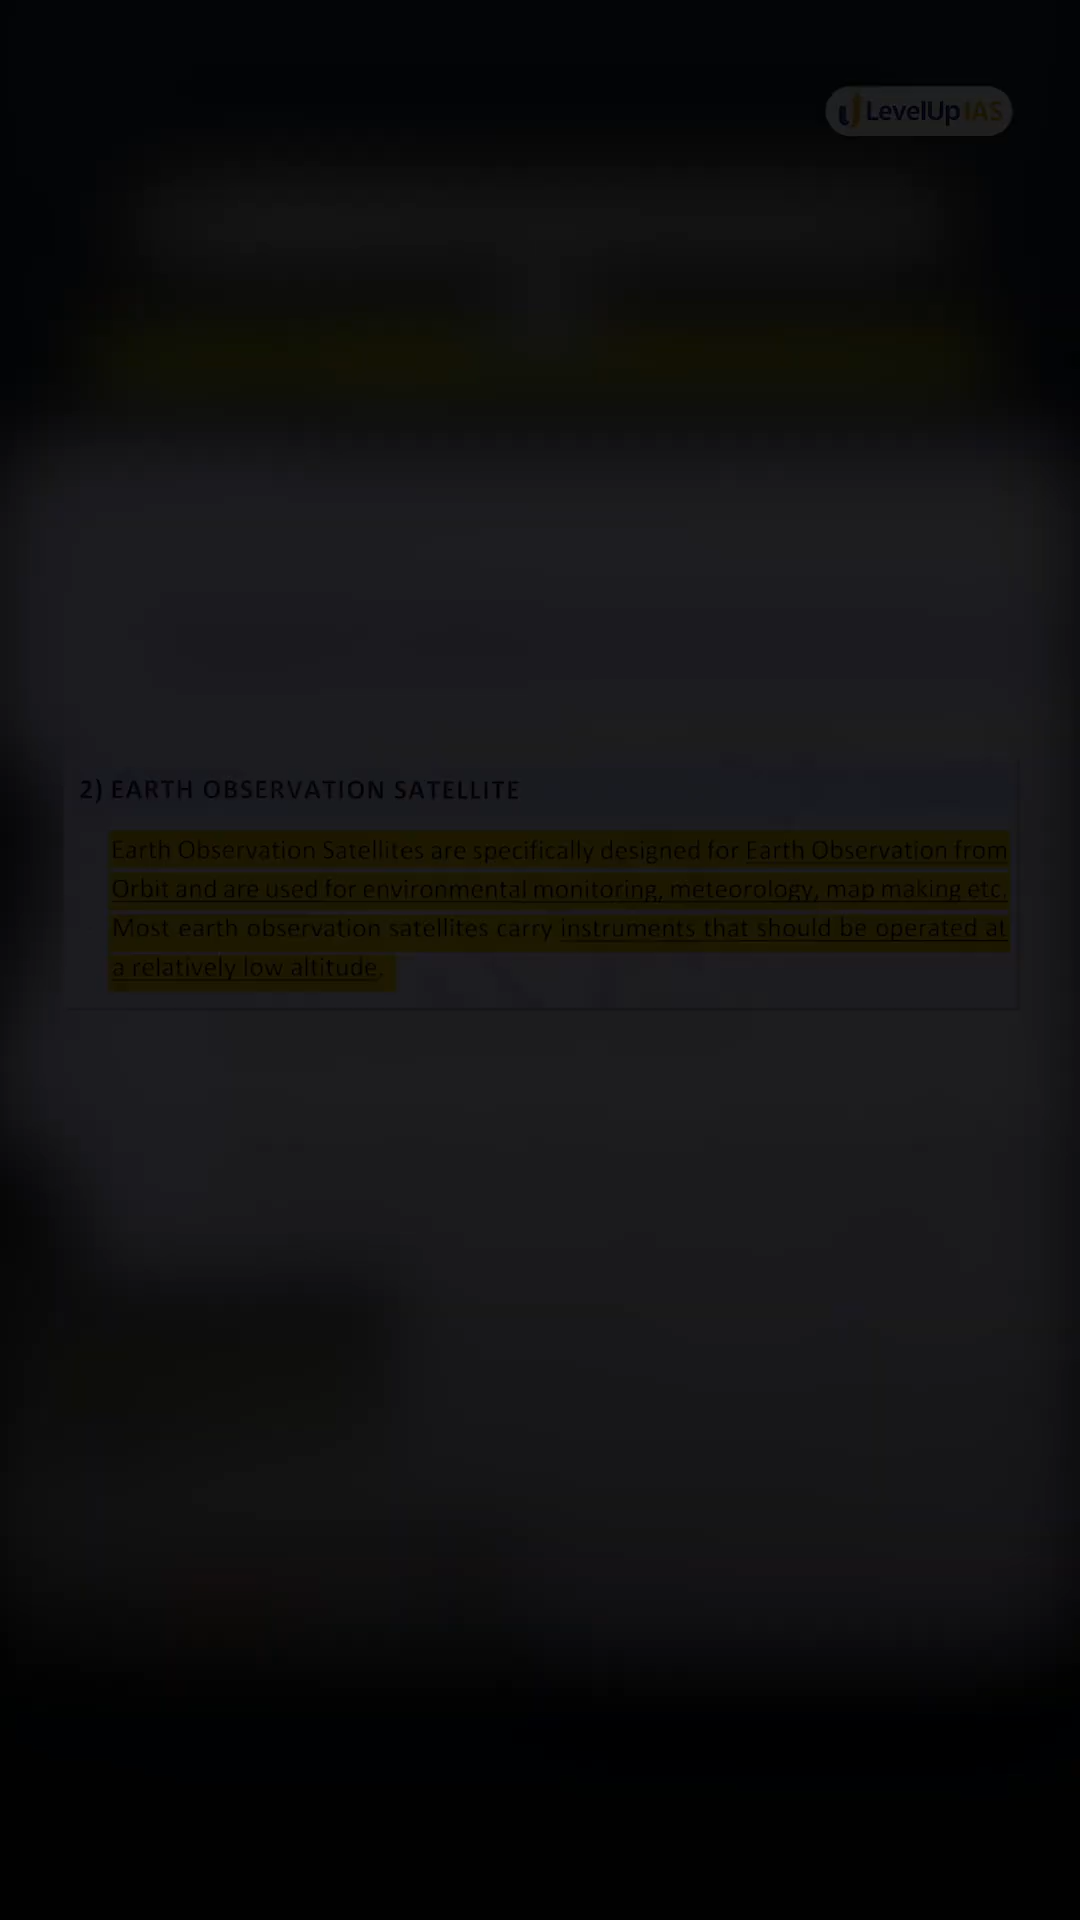 LevelUp IAS
2) EARTH OBSERVATION SATELLITE
Earth Observation Satellites are specifically designed for Earth Observation from
Orbit and are used for environmental monitoring, meteorology, map making etc.
Most earth observation satellites carry instruments that should be operated at
a relatively low altitude.